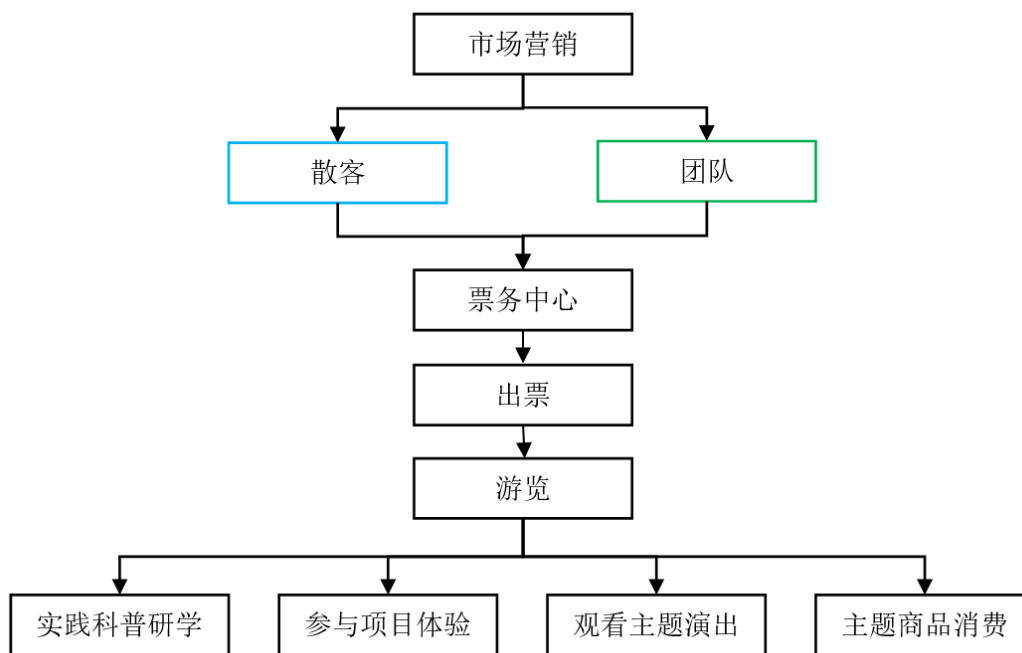 市场营销
散客
团队
票务中心
出票
游览
实践科普研学
参与项目体验
观看主题演出
主题商品消费